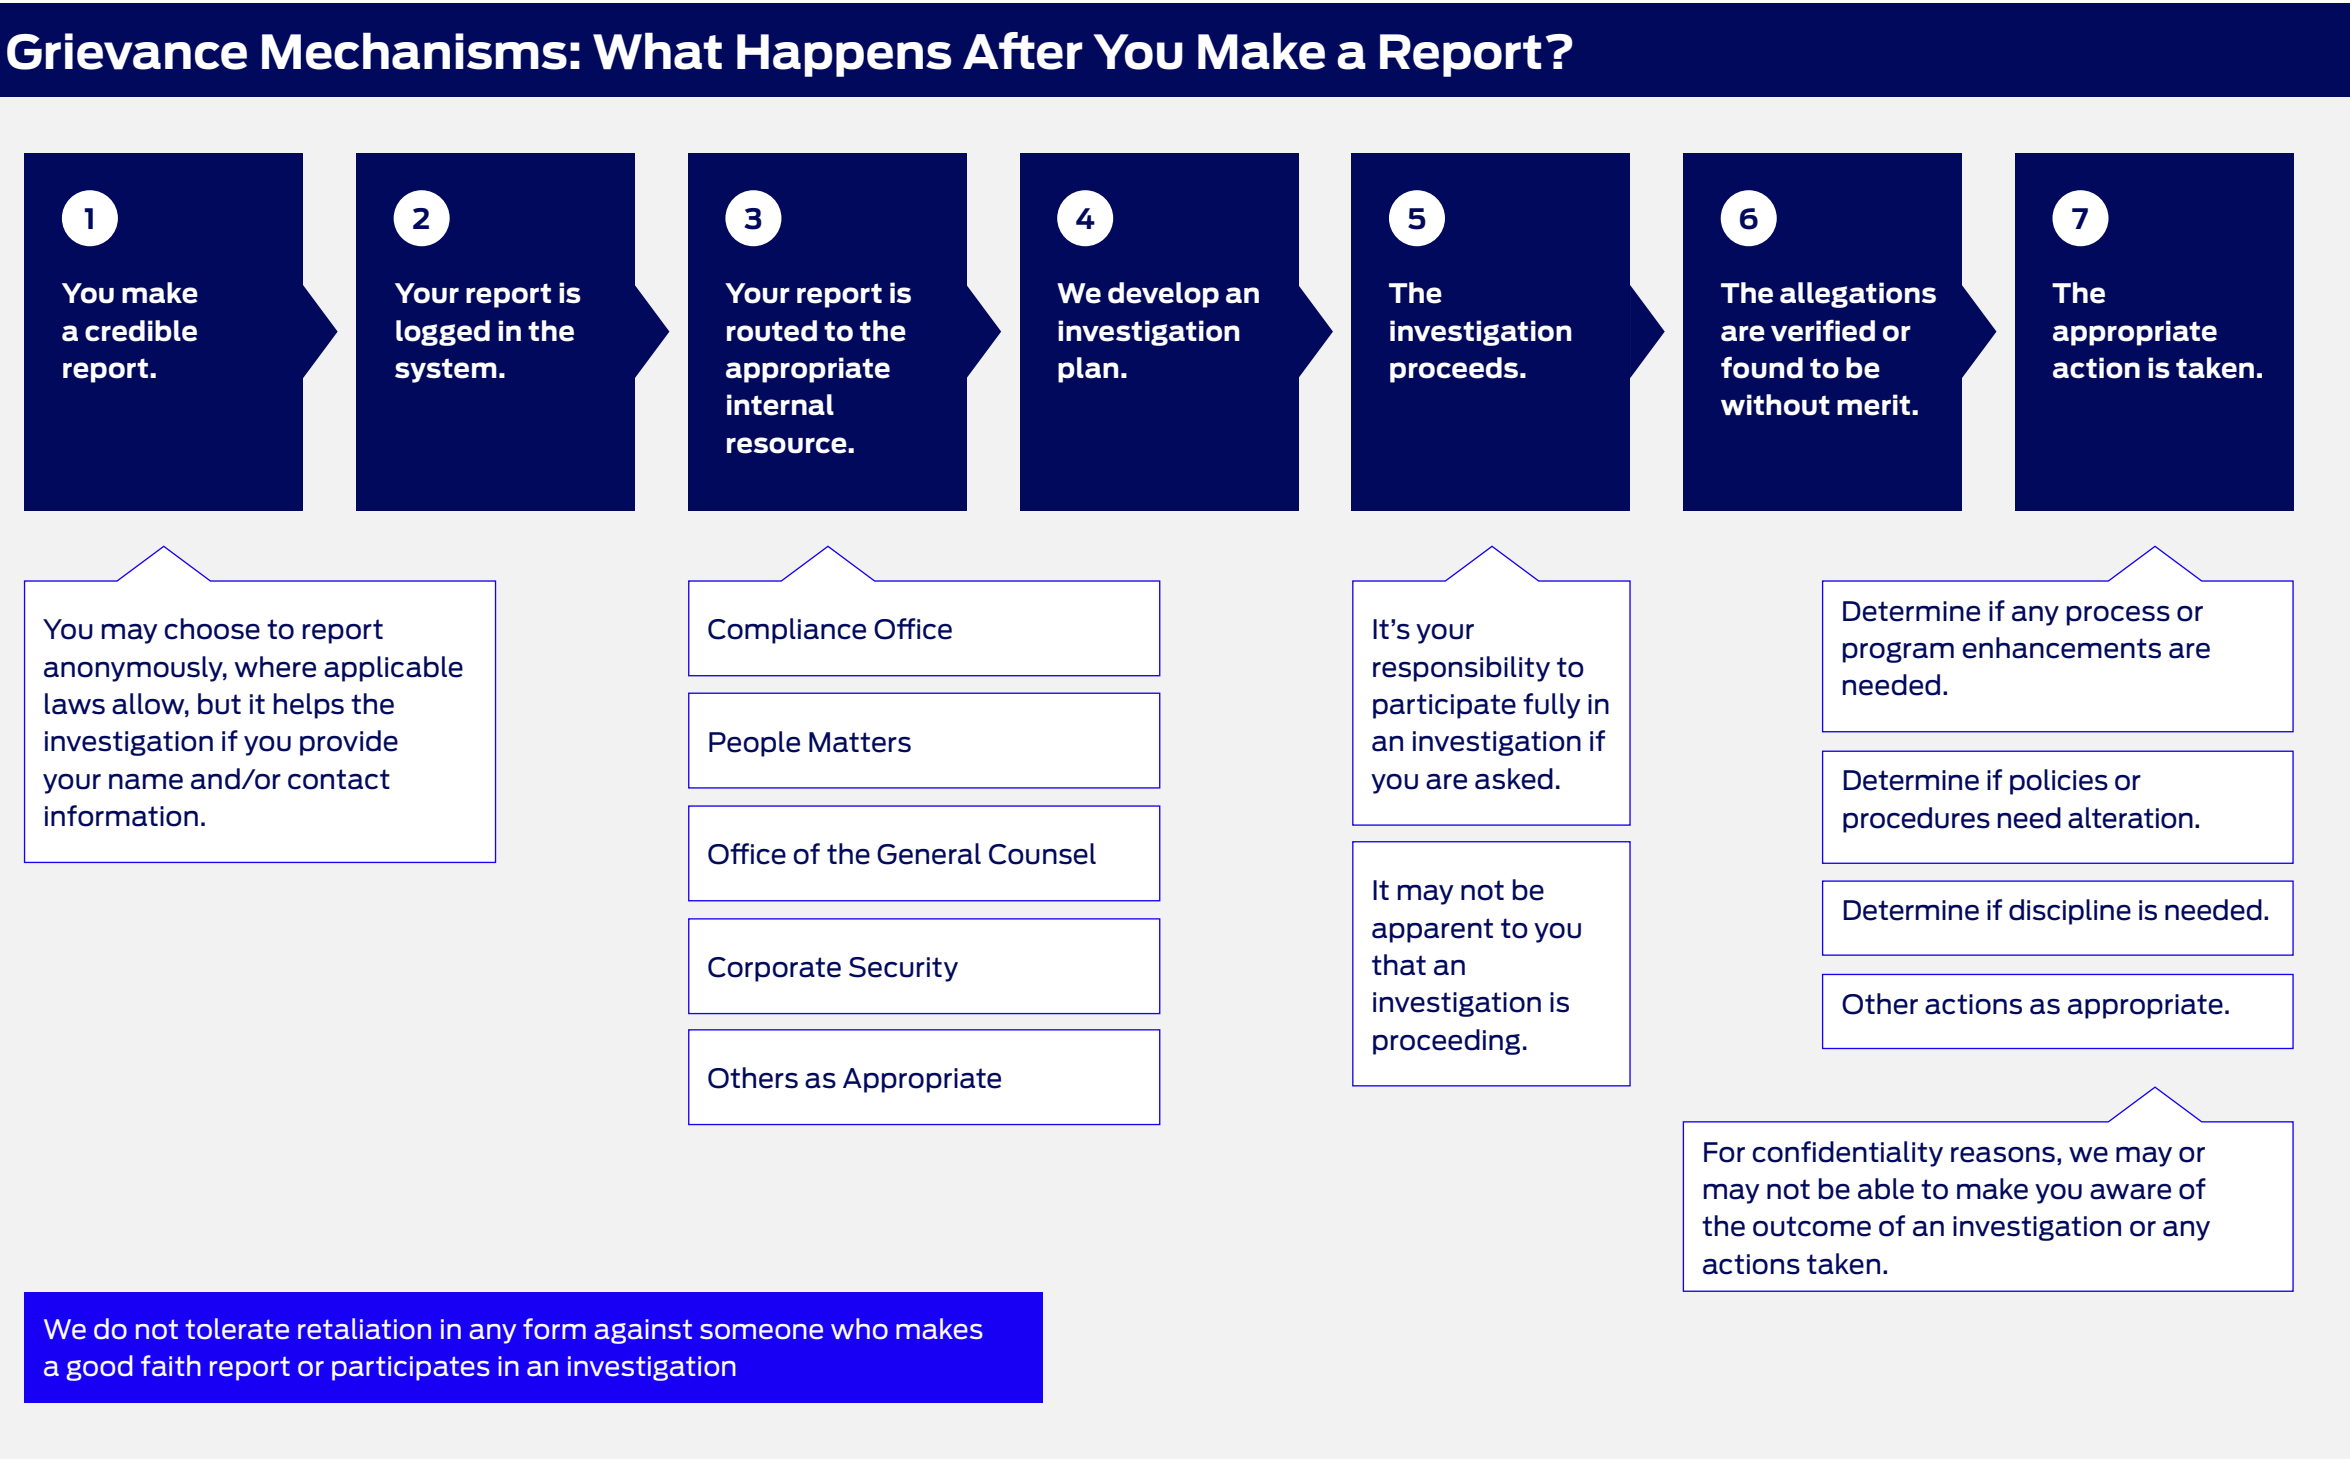 Grievance Mechanisms: What Happens After You Make a Report?
1
You make
a credible
report.
2
Your report is
logged in the
system.
3
Your report is
routed to the
appropriate
internal
resource.
4
We develop an
investigation
plan.
5
The
investigation
proceeds.
6
The allegations
are verified or
found to be
without merit.
7
The
appropriate
action is taken.
You may choose to report
anonymously, where applicable
laws allow, but it helps the
investigation if you provide
your name and/or contact
information.
Compliance Office
People Matters
Office of the General Counsel
Corporate Security
Others as Appropriate
It’s your
responsibility to
participate fully in
an investigation if
you are asked.
It may not be
apparent to you
that an
investigation is
proceeding.
Determine if any process or
program enhancements are
needed.
Determine if policies or
procedures need alteration.
Determine if discipline is needed.
Other actions as appropriate.
For confidentiality reasons, we may or
may not be able to make you aware of
the outcome of an investigation or any
actions taken.
We do not tolerate retaliation in any form against someone who makes
a good faith report or participates in an investigation